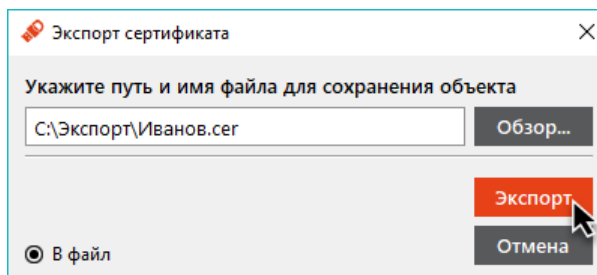 Экспорт сертификата
Укажите путь и имя файла для сохранения объекта
C:\Экспорт\Иванов.cer
Обзор...
Экспорт
В файл
Отмена